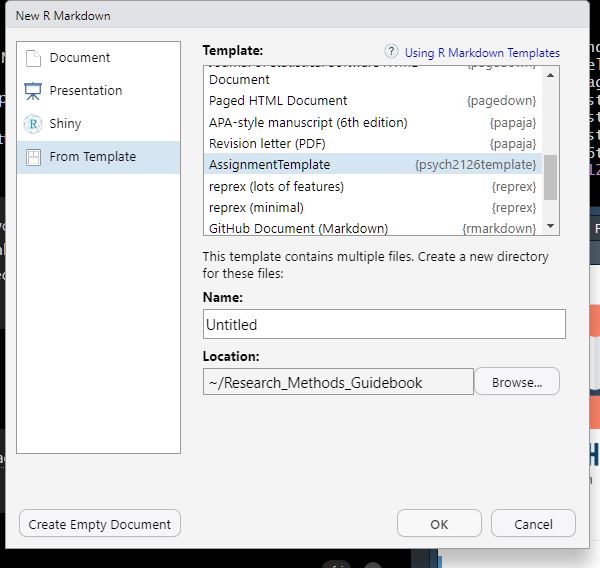 New R Markdown
Document
Presentation
Shiny
From Template
Template:
Using R Markdown Templates
Document
Paged HTML Document {pagedown}
APA-style manuscript (6th edition) {papaja}
Revision letter (PDF) {papaja}
AssignmentTemplate {psych2126template}
reprex (lots of features) {reprex}
reprex (minimal) {reprex}
GitHub Document (Markdown) {rmarkdown}
This template contains multiple files. Create a new directory
for these files:
Name:
Untitled
Location:
~/Research_Methods_Guidebook
Browse...
Create Empty Document
OK
Cancel